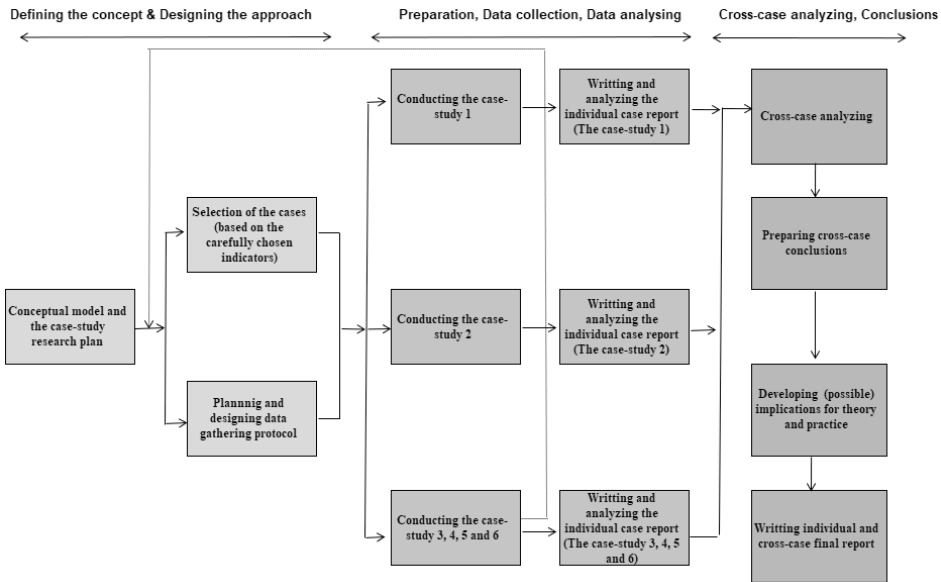 Defining the concept & Designing the approach
Preparation, Data collection, Data analysing
Cross-case analyzing, Conclusions
Conceptual model and
the case-study
research plan
Selection of the cases
(based on the
carefully chosen
indicators)
Plannnig and
designing data
gathering protocol
Conducting the case-
study 1
Writting and
analyzing the
individual case report
(The case-study 1)
Conducting the case-
study 2
Writting and
analyzing the
individual case report
(The case-study 2)
Conducting the case-
study 3, 4, 5 and 6
Writting and
analyzing the
individual case report
(The case-study 3, 4, 5
and 6)
Cross-case analyzing
Preparing cross-case
conclusions
Developing (possible)
implications for theory
and practice
Writting individual and
cross-case final report